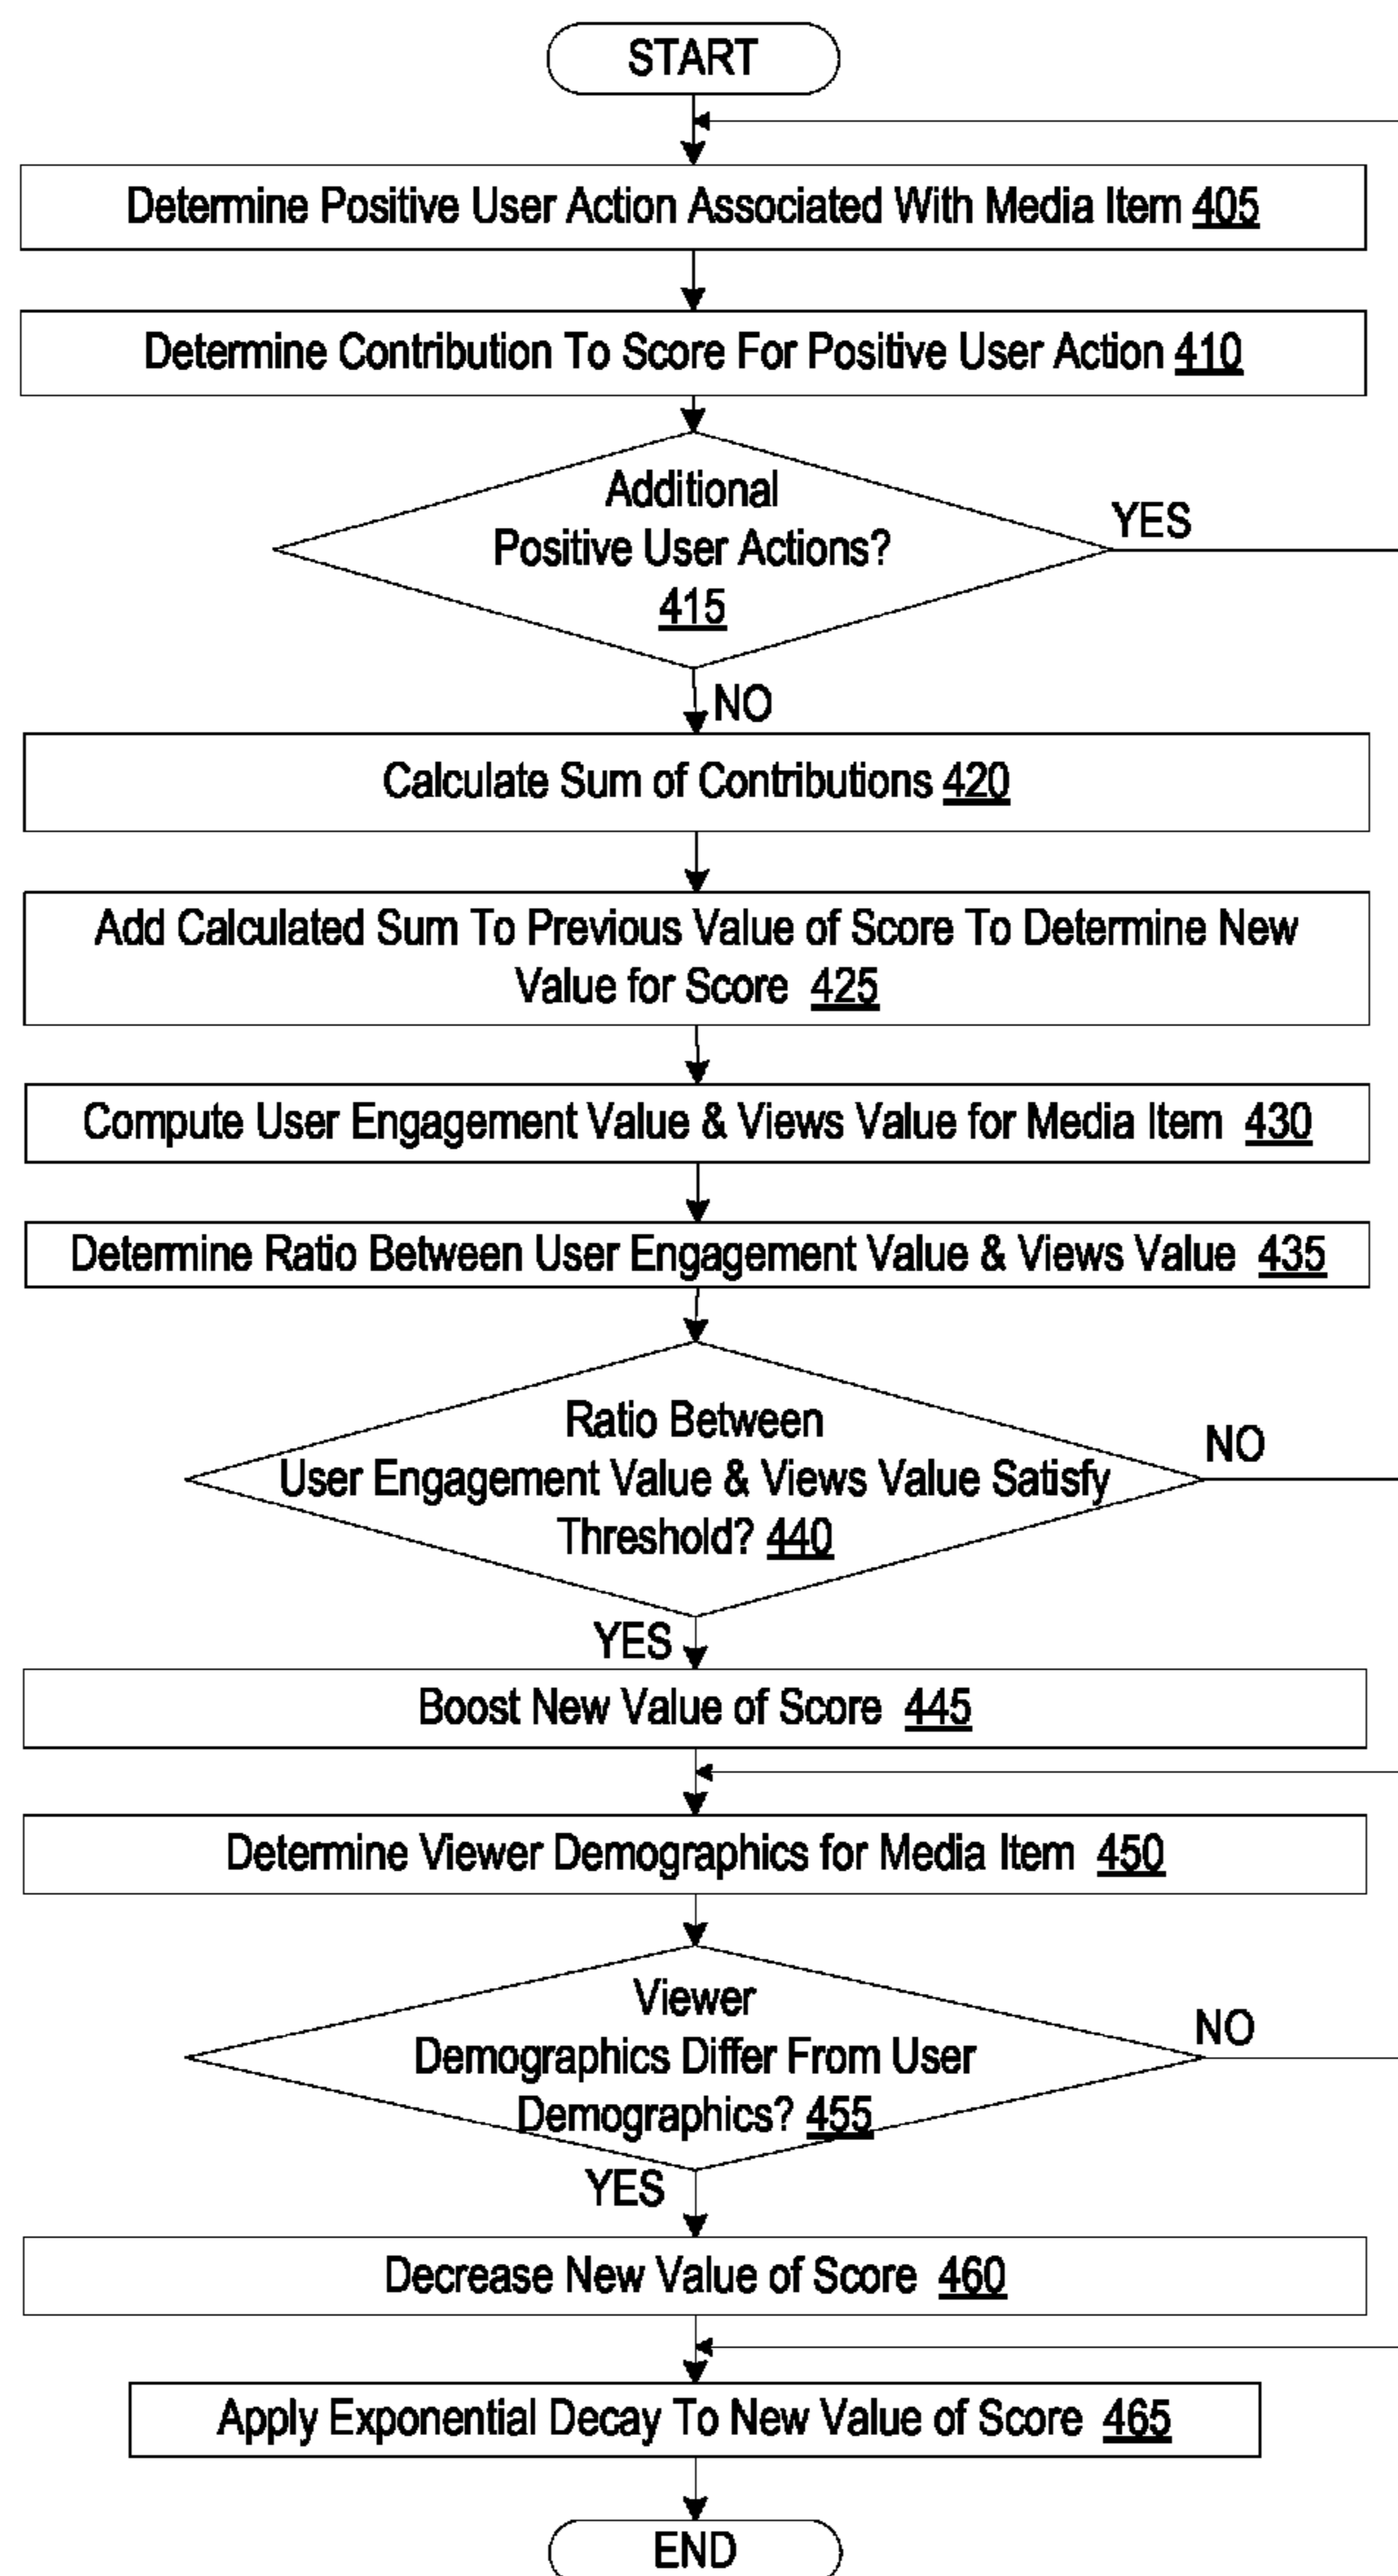 START
Determine Positive User Action Associated With Media Item 405
Determine Contribution To Score For Positive User Action 410
Additional
Positive User Actions?
415
YES
NO
Calculate Sum of Contributions 420
Add Calculated Sum To Previous Value of Score To Determine New
Value for Score 425
Compute User Engagement Value & Views Value for Media Item 430
Determine Ratio Between User Engagement Value & Views Value 435
Ratio Between
User Engagement Value & Views Value Satisfy
Threshold? 440
NO
YES
Boost New Value of Score 445
Determine Viewer Demographics for Media Item 450
Viewer
Demographics Differ From User
Demographics? 455
NO
YES
Decrease New Value of Score 460
Apply Exponential Decay To New Value of Score 465
END